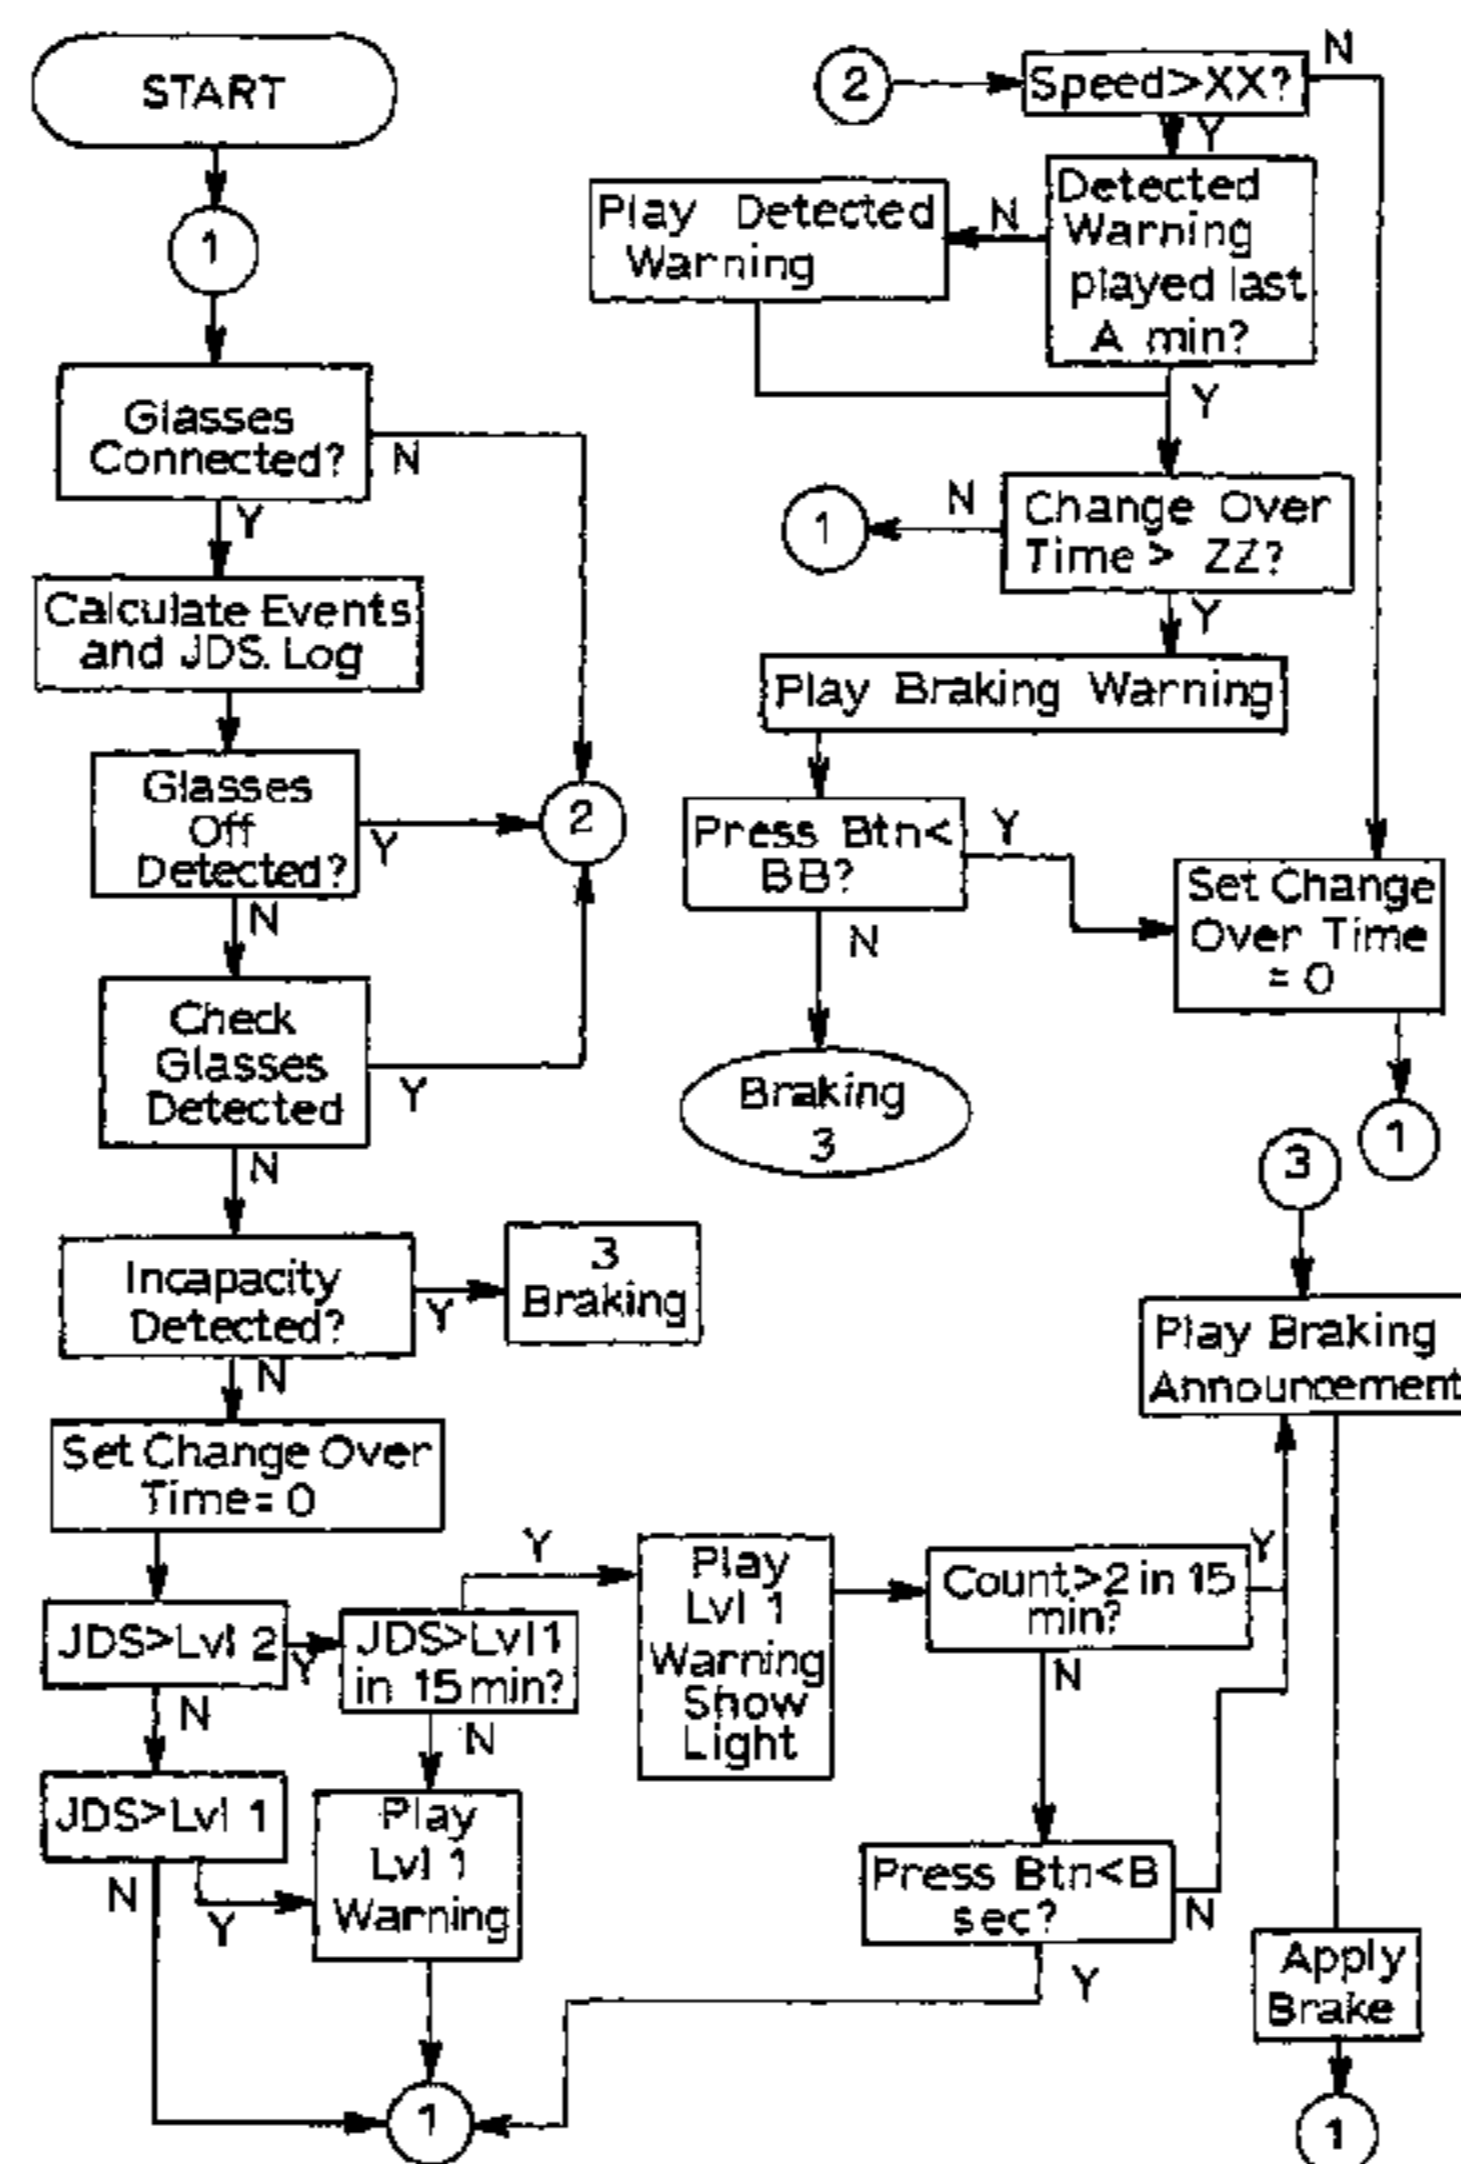 START
1
Glasses
Connected?
N
Y
Calculate Events
and JDS. Log
Glasses
Off
Detected?
Y
2
N
Check
Glasses
Detected
Y
N
Incapacity
Detected?
Y
3
Braking
N
Set Change Over
Time = 0
JDS>Lvl 2
Y
JDS>Lvl 1
in 15 min?
Y
N
N
JDS>Lvl 1
N
Y
Play
Lvl 1
Warning
1
Play
Lvl 1
Warning
Show
Light
Count>2 in 15
min?
Y
N
Press Btn<B
sec?
N
Y
2
Speed>XX?
N
Y
Detected
Warning
played last
A min?
N
Play Detected
Warning
Y
Change Over
Time > ZZ?
N
1
Y
Play Braking Warning
Press Btn<
BB?
Y
N
Braking
3
Set Change
Over Time
= 0
1
3
Play Braking
Announcement
Apply
Brake
1